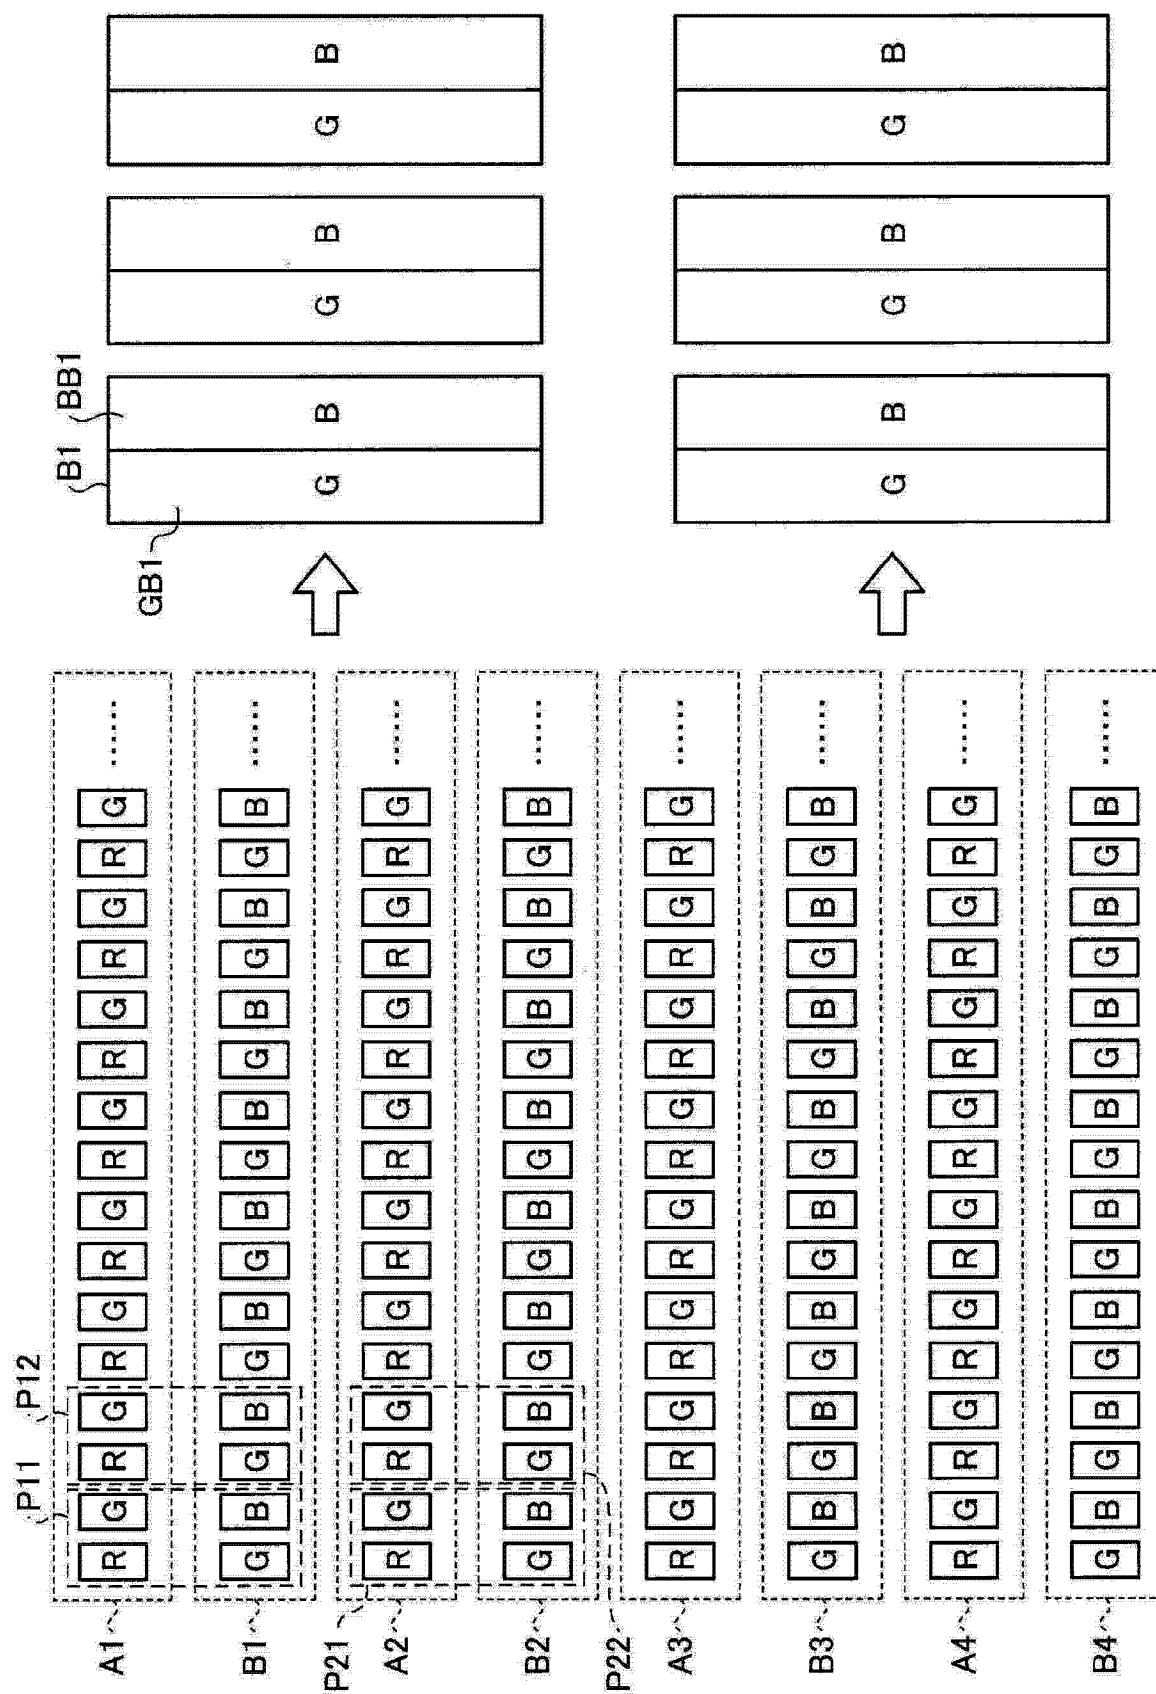 P11 P12
B1 BB1
A1 R G R G R G R G R G R G R G R G ......
GB1
B1 G B G B G B G B G B G B G B G B ......
G B G B G B
P21
A2 R G R G R G R G R G R G R G R G ......
B2 G B G B G B G B G B G B G B G B ......
P22
A3 R G R G R G R G R G R G R G R G ......
B3 G B G B G B G B G B G B G B G B ......
G B G B G B
A4 R G R G R G R G R G R G R G R G ......
B4 G B G B G B G B G B G B G B G B ......